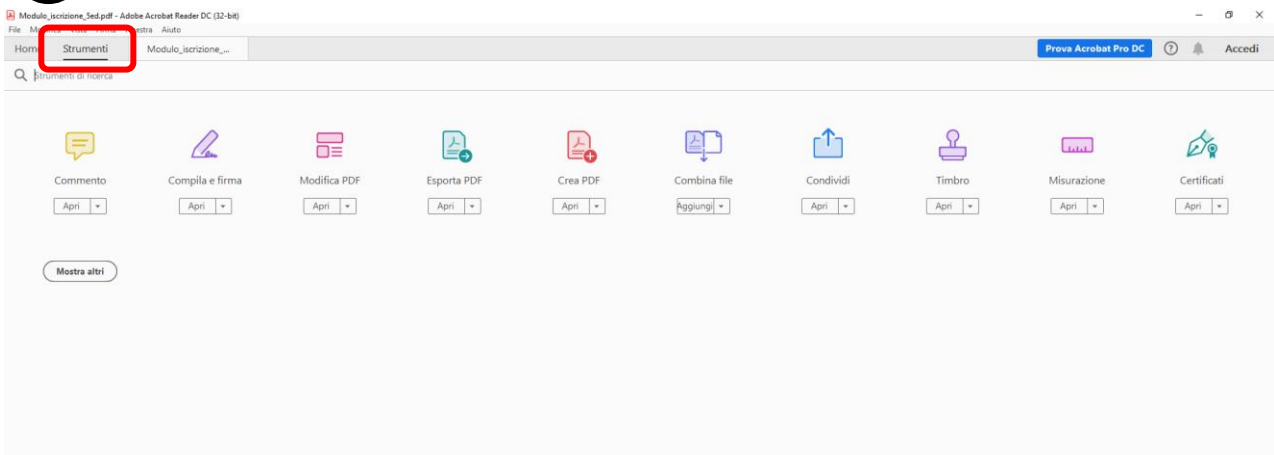 Modulo_iscrizione_5ed.pdf - Adobe Acrobat Reader DC (32-bit)
File Aiuto
Home Strumenti Modulo_iscrizione_... Prova Acrobat Pro DC ? Accedi
Strumenti di ricerca
Commento Compila e firma Modifica PDF Esporta PDF Crea PDF Combina file Condividi Timbro Misurazione Certificati
Apri Apri Apri Apri Apri Aggiungi Apri Apri Apri Apri
Mostra altri